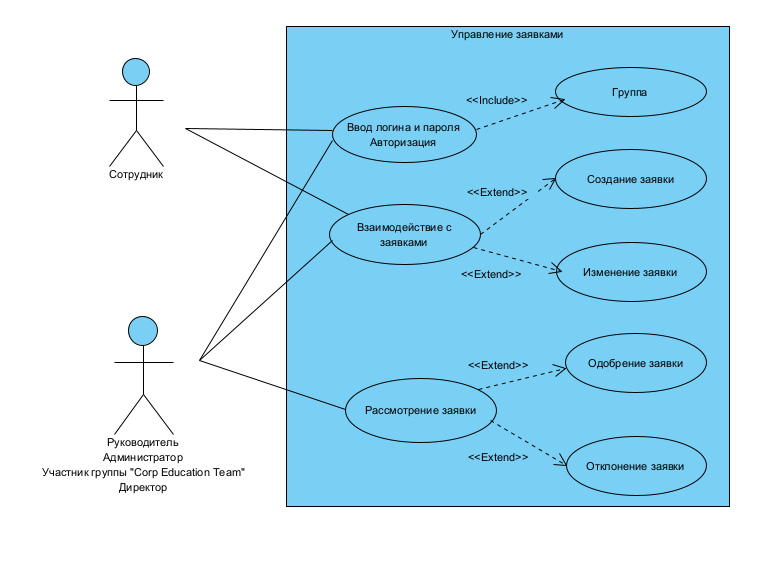 Управление заявками
<<Include>>
Группа
Ввод логина и пароля
Авторизация
Сотрудник
<<Extend>>
Создание заявки
Взаимодействие с
заявками
<<Extend>>
Изменение заявки
<<Extend>>
Одобрение заявки
Рассмотрение заявки
<<Extend>>
Отклонение заявки
Руководитель
Администратор
Участник группы "Corp Education Team"
Директор